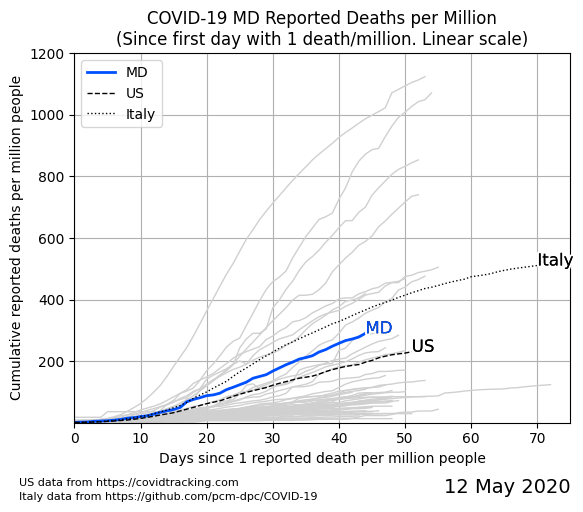 COVID-19 MD Reported Deaths per Million
(Since first day with 1 death/million. Linear scale)
Cumulative reported deaths per million people
1200
1000
800
600
400
200
MD
US
Italy
Italy
MD
US
0
10
20
30
40
50
60
70
Days since 1 reported death per million people
US data from https://covidtracking.com
Italy data from https://github.com/pcm-dpc/COVID-19
12 May 2020